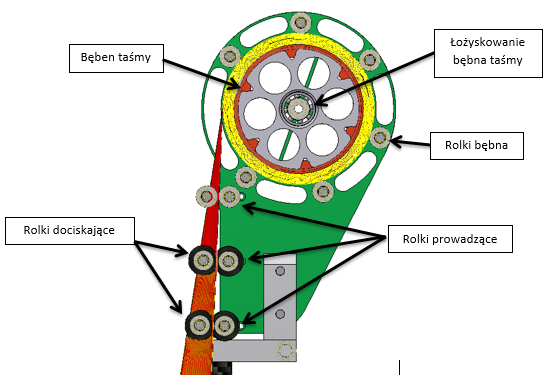 Bęben taśmy
Łożyskowanie
bębna taśmy
Rolki bębna
Rolki dociskające
Rolki prowadzące